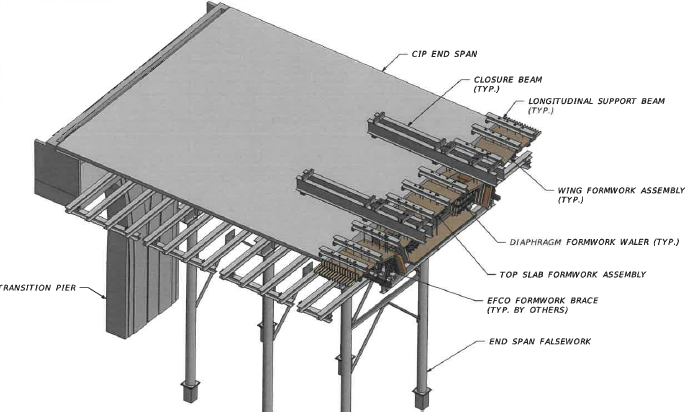 CIP END SPAN
CLOSURE BEAM
(TYP.)
LONGITUDINAL SUPPORT BEAM
(TYP.)
WING FORMWORK ASSEMBLY
(TYP.)
DIAPHRAGM FORMWORK WALER (TYP.)
TOP SLAB FORMWORK ASSEMBLY
TRANSITION PIER
EFCO FORMWORK BRACE
(TYP. BY OTHERS)
END SPAN FALSEWORK